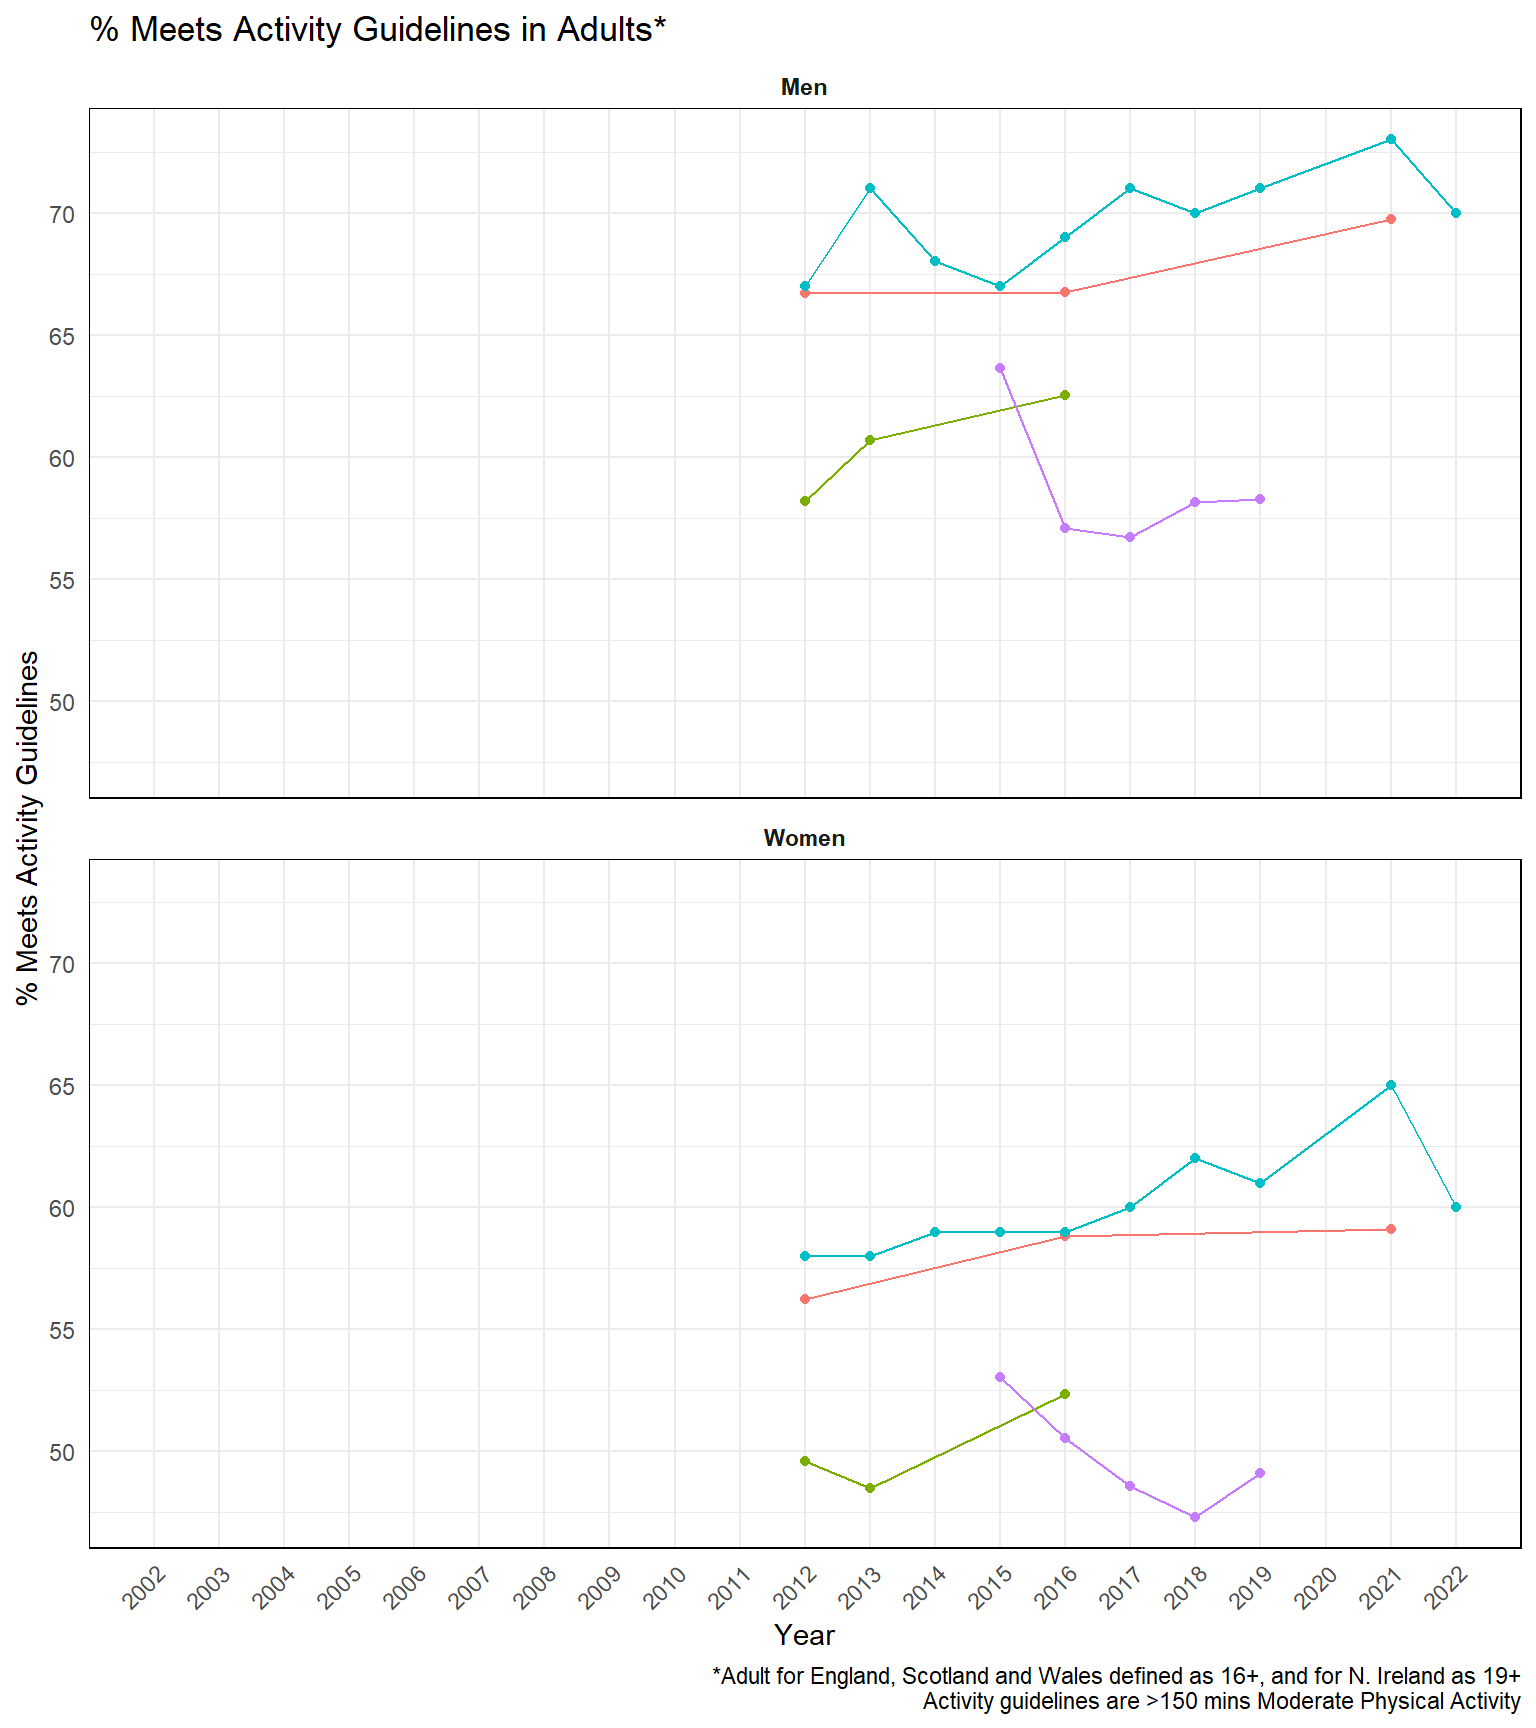 % Meets Activity Guidelines in Adults*
Men
70
65
60
55
50
% Meets Activity Guidelines
Women
70
65
60
55
50
2002 2003 2004 2005 2006 2007 2008 2009 2010 2011 2012 2013 2014 2015 2016 2017 2018 2019 2020 2021 2022
Year
*Adult for England, Scotland and Wales defined as 16+, and for N. Ireland as 19+
Activity guidelines are >150 mins Moderate Physical Activity